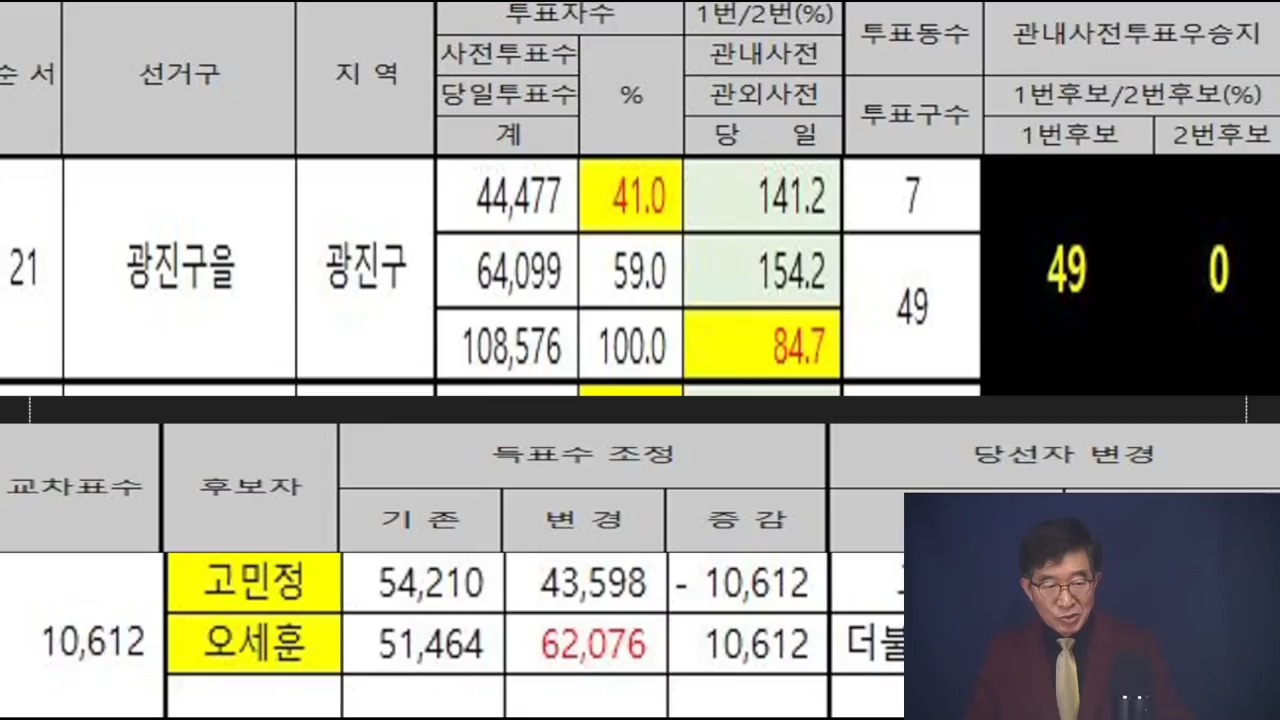 투표자수 1번/2번(%)
순 서 선거구 지 역 사전투표수 % 관내사전 투표동수 관내사전투표우승지
당일투표수 관외사전 투표구수 1번후보/2번후보(%)
계 당 일 1번후보 2번후보
44,477 41.0 141.2 7
21 광진구을 광진구 64,099 59.0 154.2 49 49 0
108,576 100.0 84.7
교차표수 후보자 득표수 조정 당선자 변경
기 존 변 경 증 감
고민정 54,210 43,598 - 10,612
10,612 오세훈 51,464 62,076 10,612 더불